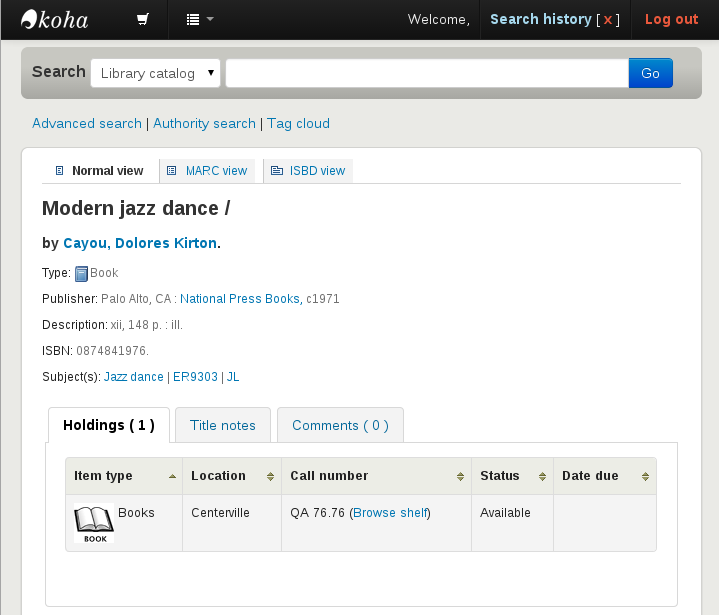 koha Welcome, Search history [ x ] Log out
Search Library catalog Go
Advanced search | Authority search | Tag cloud
Normal view MARC view ISBD view
Modern jazz dance /
by Cayou, Dolores Kirton.
Type: Book
Publisher: Palo Alto, CA : National Press Books, c1971
Description: xii, 148 p. : ill.
ISBN: 0874841976.
Subject(s): Jazz dance | ER9303 | JL
Holdings ( 1 ) Title notes Comments ( 0 )
Item type Location Call number Status Date due
Books Centerville QA 76.76 (Browse shelf) Available
BOOK